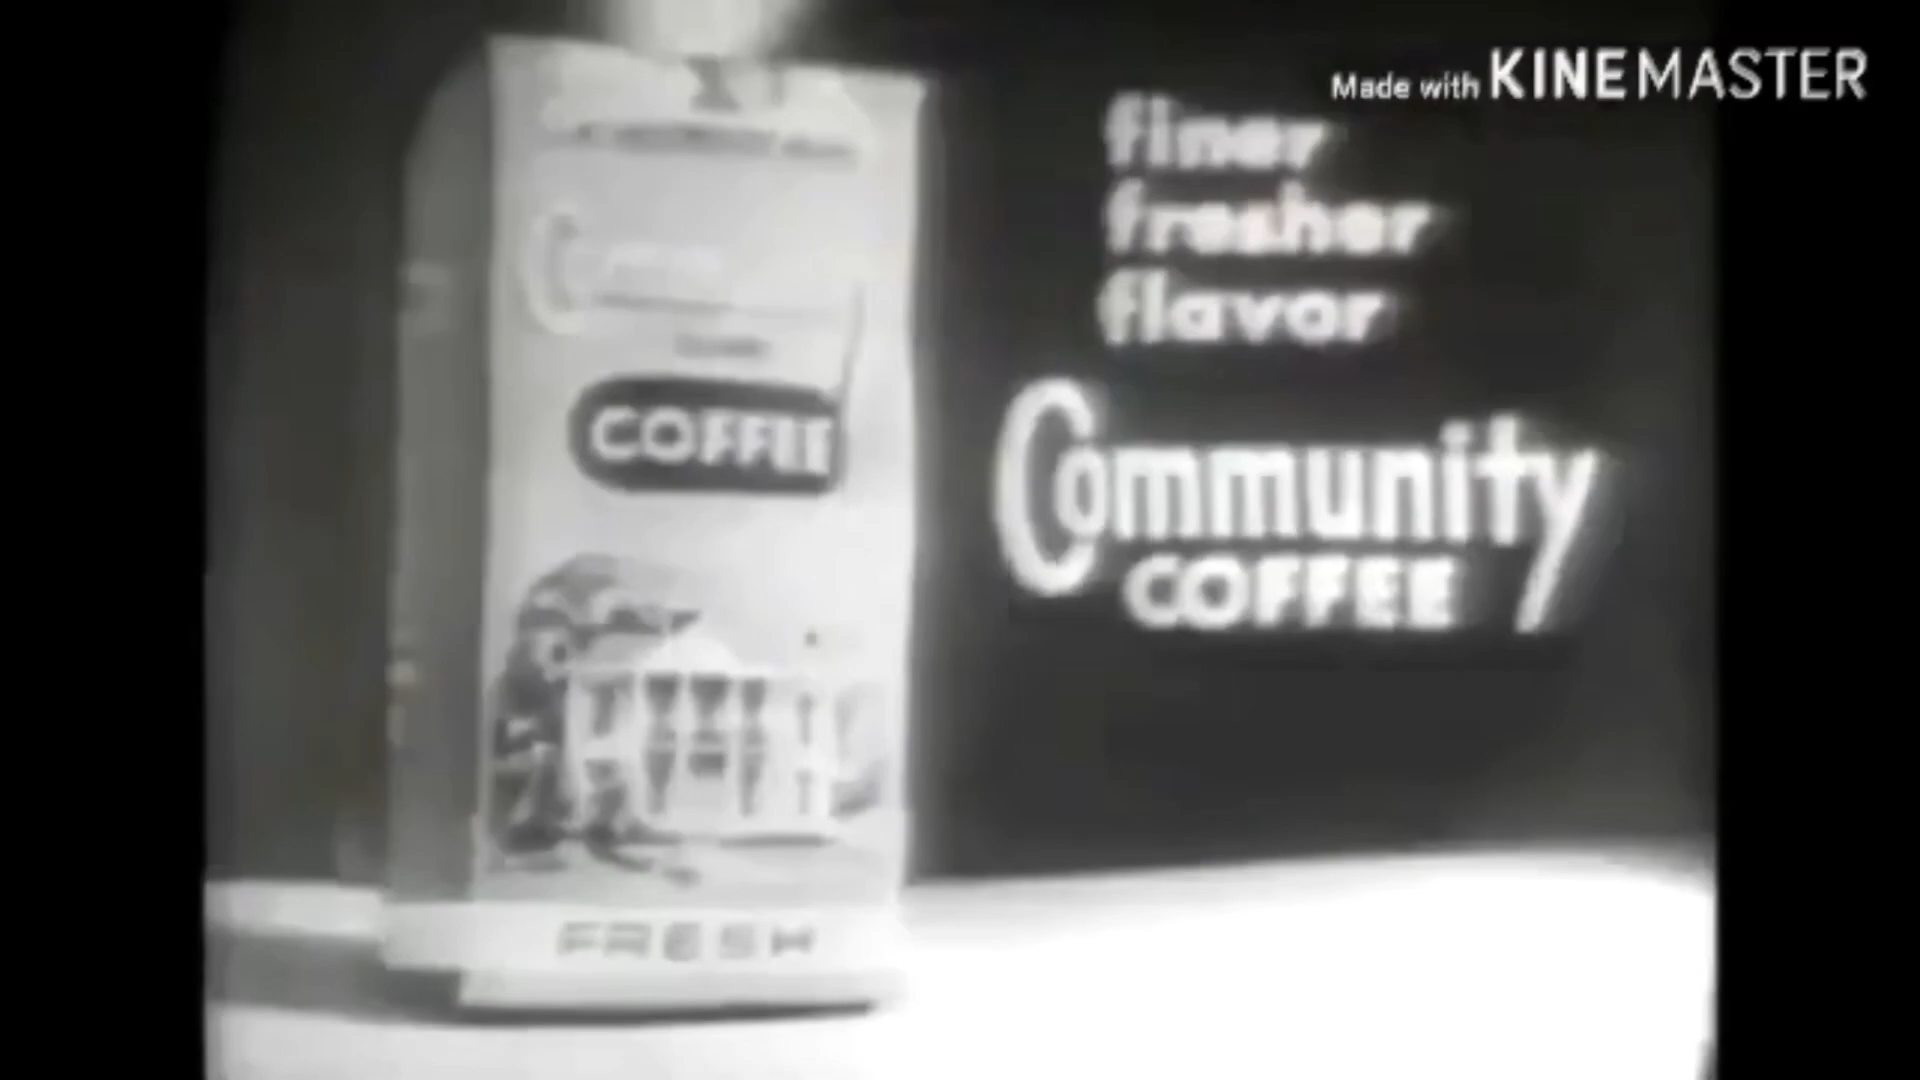 Made with KINEMASTER
finer
fresher
flavor
Community
COFFEE
COFFEE
FRESH